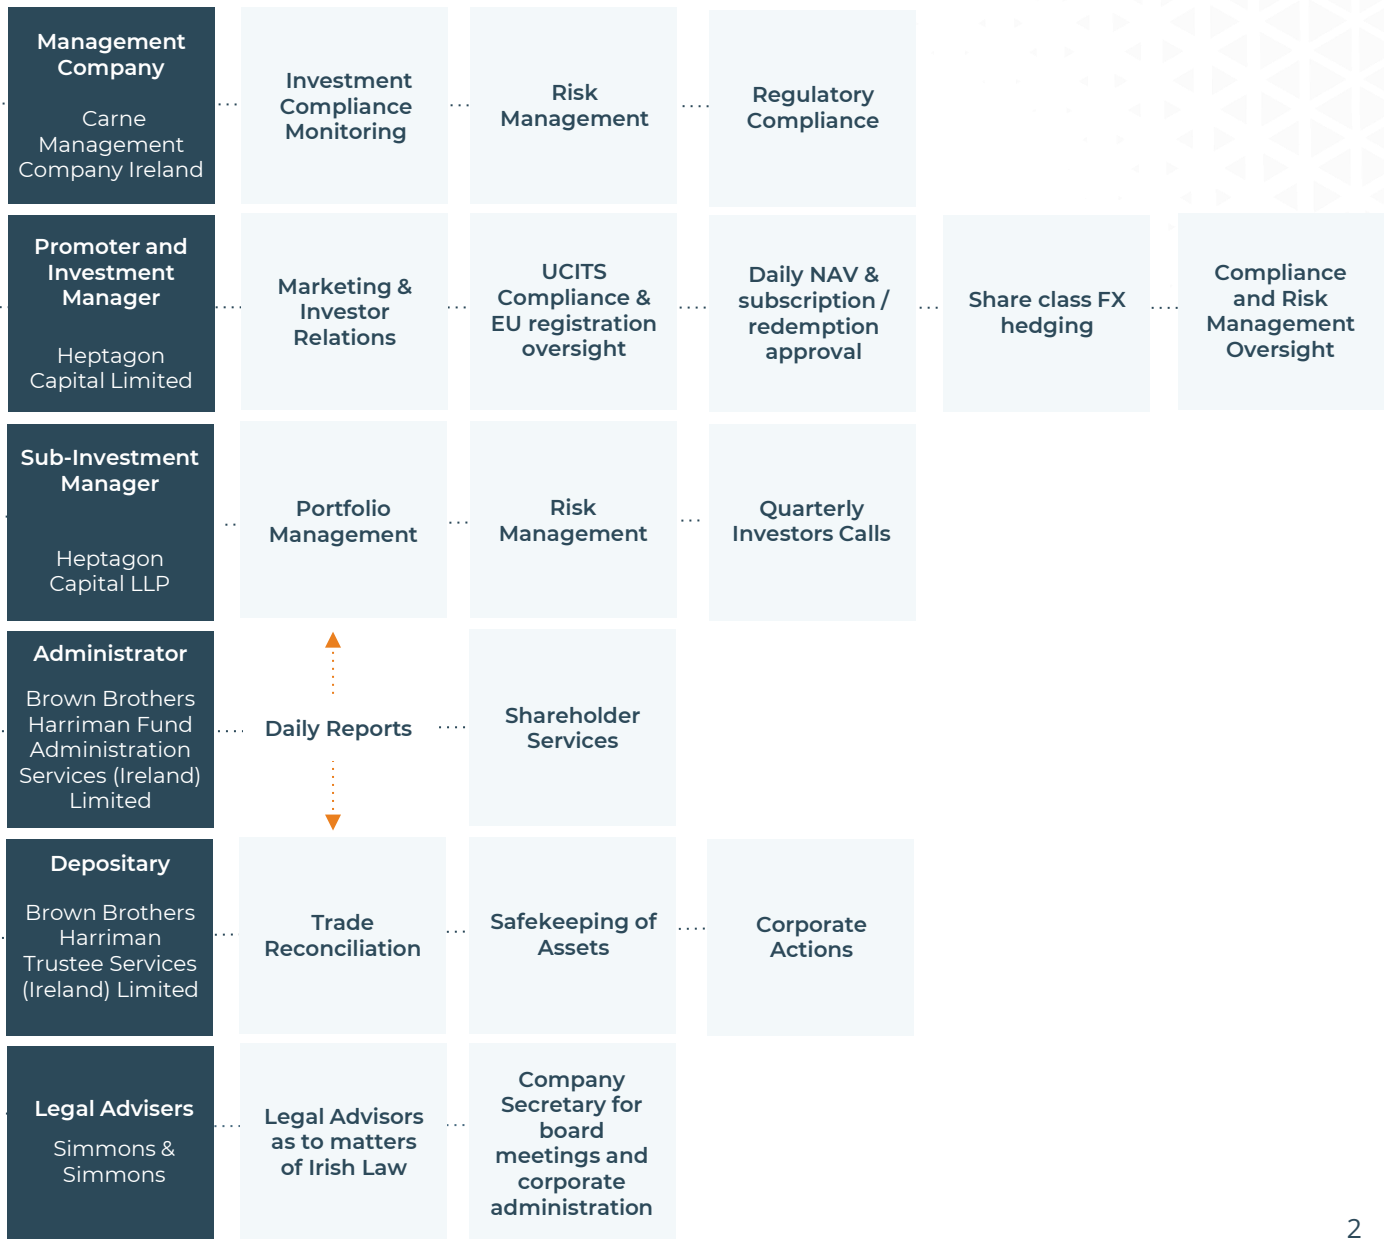 Management
Company
Carne
Management
Company Ireland
Investment
Compliance
Monitoring
Risk
Management
Regulatory
Compliance
Promoter and
Investment
Manager
Heptagon
Capital Limited
Marketing &
Investor
Relations
UCITS
Compliance &
EU registration
oversight
Daily NAV &
subscription /
redemption
approval
Share class FX
hedging
Compliance
and Risk
Management
Oversight
Sub-Investment
Manager
Heptagon
Capital LLP
Portfolio
Management
Risk
Management
Quarterly
Investors Calls
Administrator
Brown Brothers
Harriman Fund
Administration
Services (Ireland)
Limited
Daily Reports
Shareholder
Services
Depositary
Brown Brothers
Harriman
Trustee Services
(Ireland) Limited
Trade
Reconciliation
Safekeeping of
Assets
Corporate
Actions
Legal Advisers
Simmons &
Simmons
Legal Advisors
as to matters
of Irish Law
Company
Secretary for
board
meetings and
corporate
administration
2